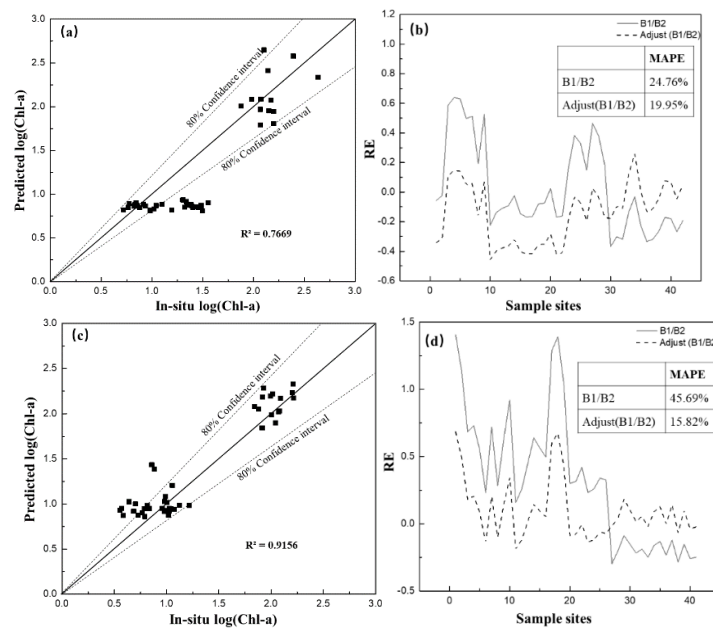 (a)
80% Confidence interval
80% Confidence interval
R² = 0.7669
Predicted log(Chl-a)
3.0
2.5
2.0
1.5
1.0
0.5
0.0
0.0 0.5 1.0 1.5 2.0 2.5 3.0
In-situ log(Chl-a)
(b)
B1/B2
Adjust (B1/B2)
MAPE
B1/B2 24.76%
Adjust(B1/B2) 19.95%
RE
1.2
1.0
0.8
0.6
0.4
0.2
0.0
-0.2
-0.4
-0.6
0 10 20 30 40
Sample sites
(c)
80% Confidence interval
80% Confidence interval
R² = 0.9156
Predicted log(Chl-a)
3.0
2.5
2.0
1.5
1.0
0.5
0.0
0.0 0.5 1.0 1.5 2.0 2.5 3.0
In-situ log(Chl-a)
(d)
B1/B2
Adjust (B1/B2
MAPE
B1/B2 45.69%
Adjust(B1/B2) 15.82%
RE
1.5
1.0
0.5
0.0
-0.5
0 10 20 30 40
Sample sites